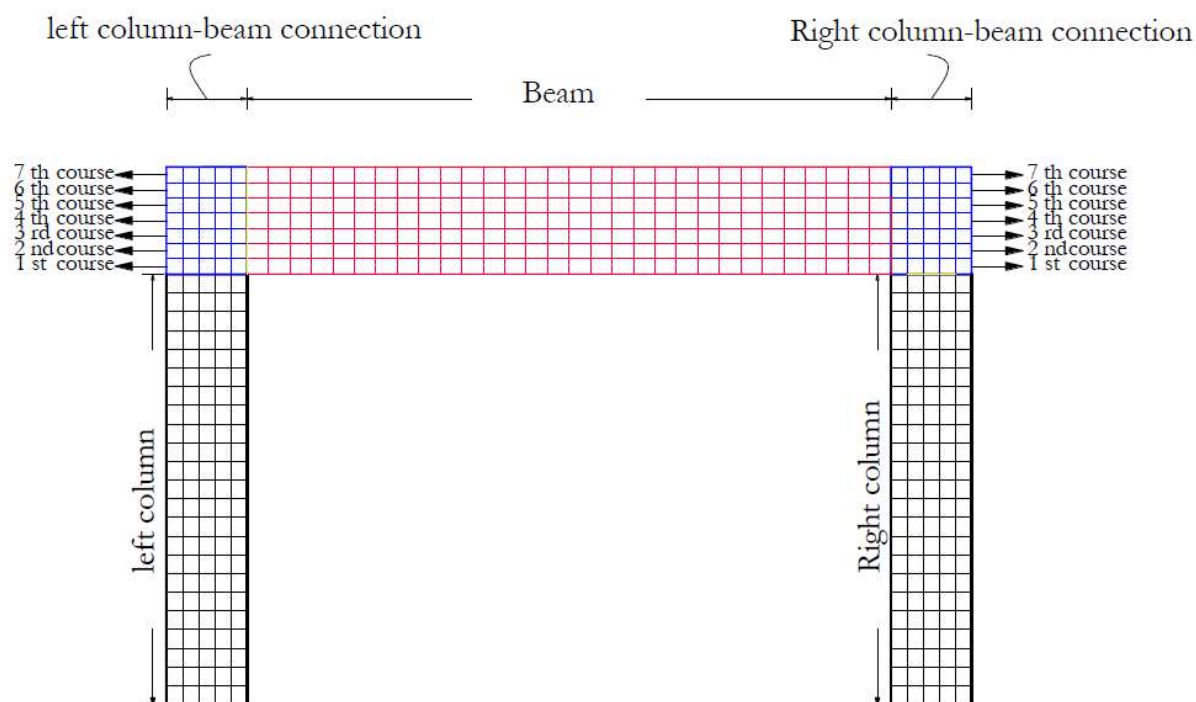 left column-beam connection
Right column-beam connection
Beam
7 th course
6 th course
5 th course
4 th course
3 rd course
2 nd course
1 st course
7 th course
6 th course
5 th course
4 th course
3 rd course
2 nd course
1 st course
left column
Right column